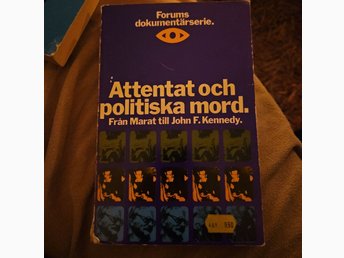 Forums
dokumentärserie.
Attentat och
politiska mord.
Från Marat till John F. Kennedy.